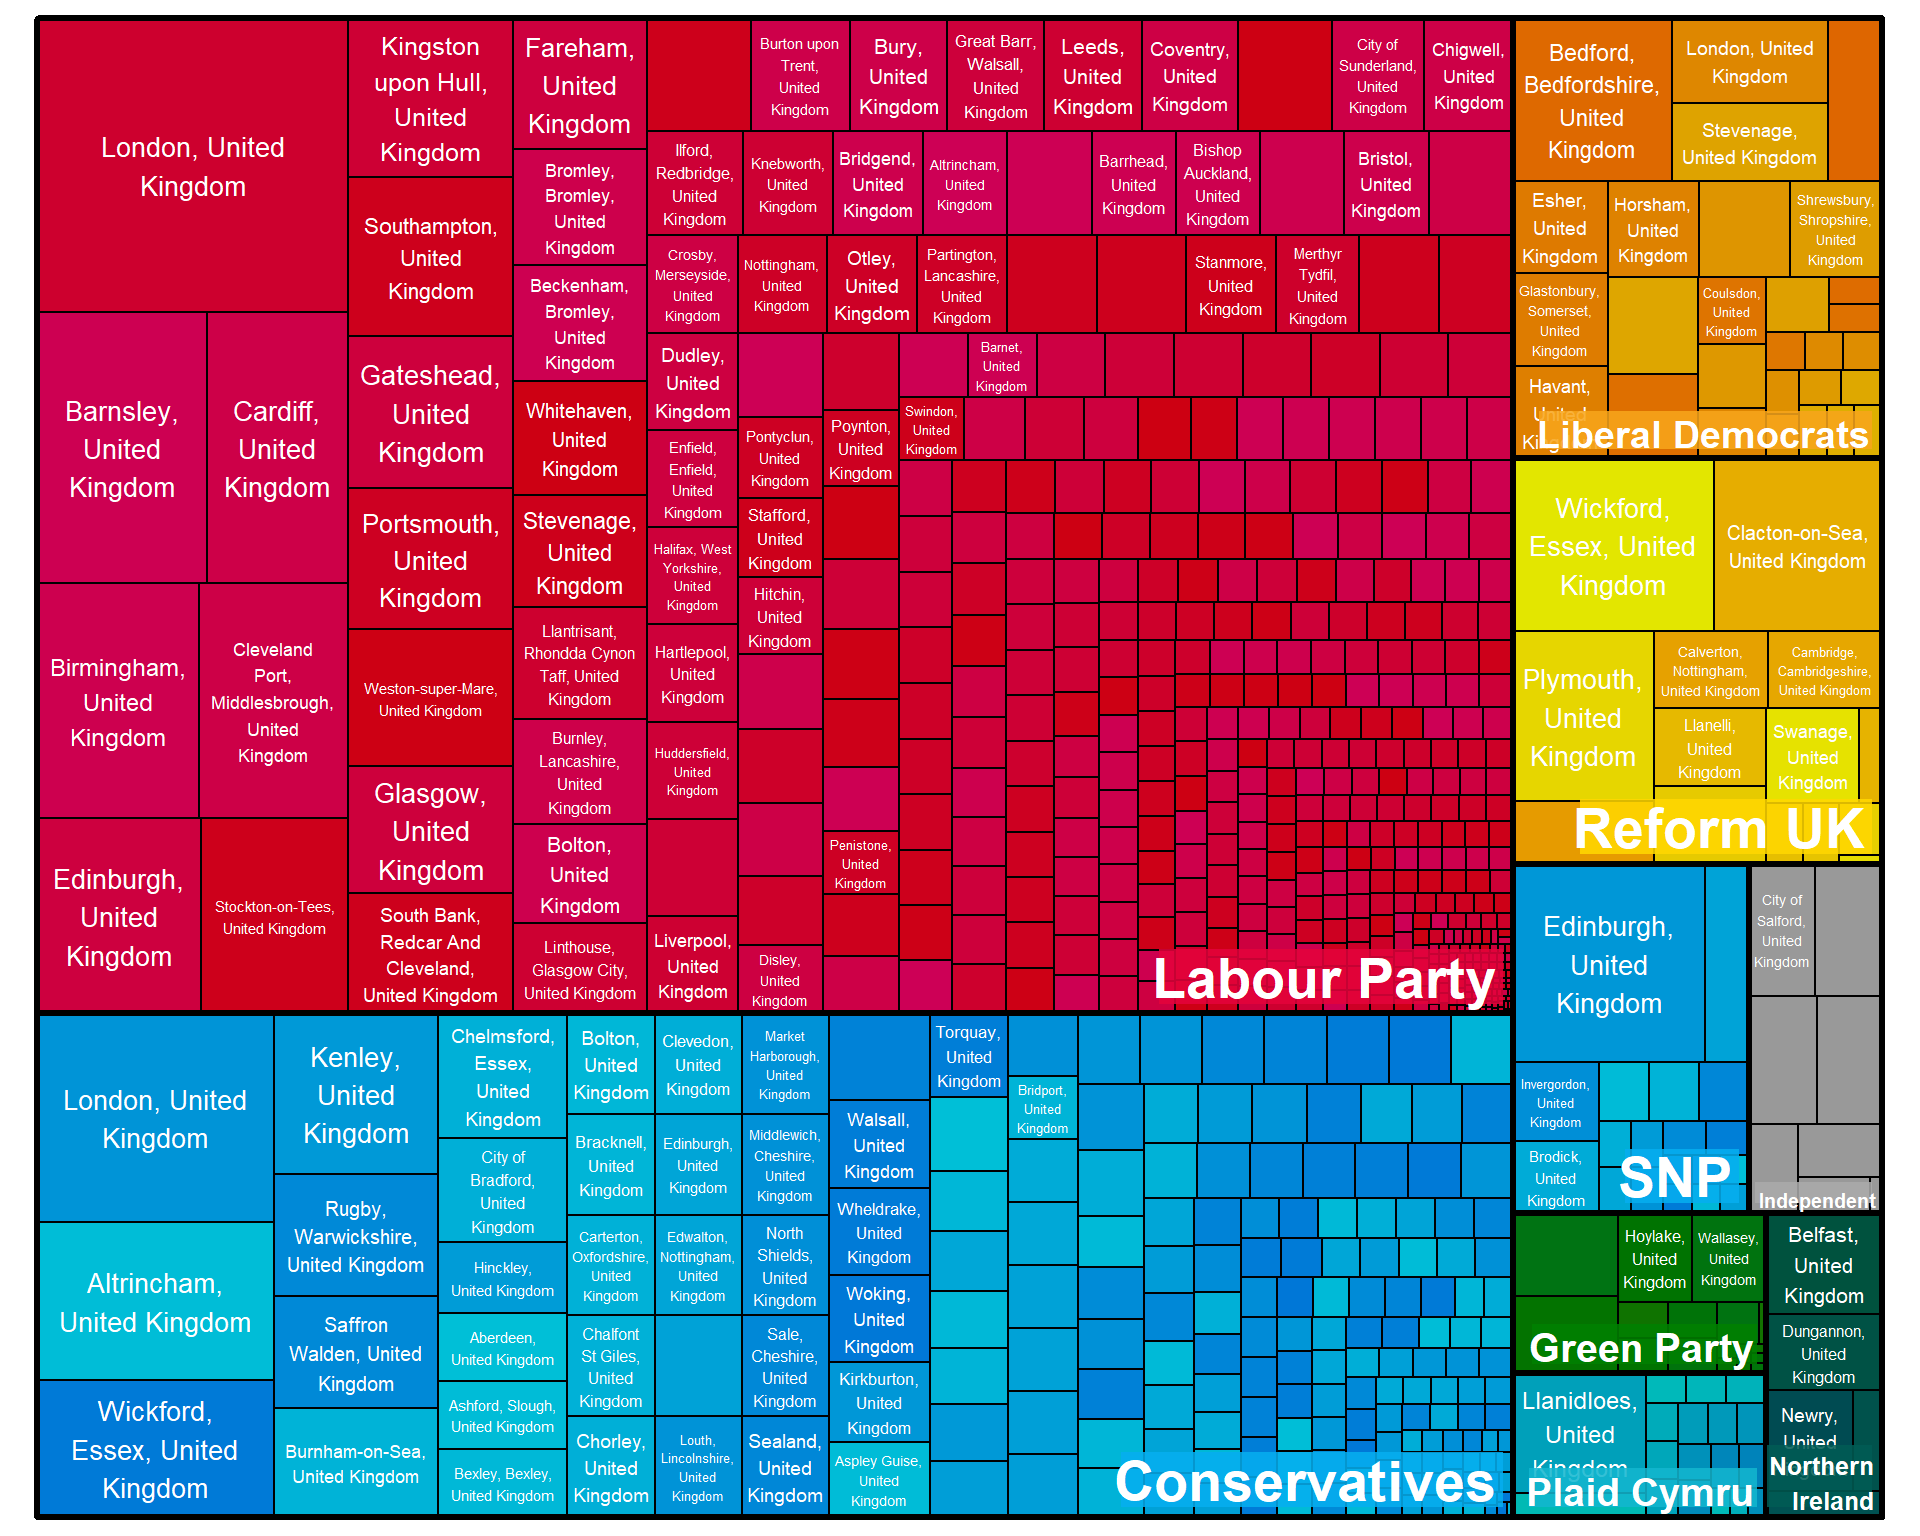 London, United
Kingdom
Barnsley,
United
Kingdom
Cardiff,
United
Kingdom
Birmingham,
United
Kingdom
Cleveland
Port,
Middlesbrough,
United
Kingdom
Edinburgh,
United
Kingdom
Stockton-on-Tees,
United Kingdom
Kingston
upon Hull,
United
Kingdom
Southampton,
United
Kingdom
Gateshead,
United
Kingdom
Portsmouth,
United
Kingdom
Weston-super-Mare,
United Kingdom
Glasgow,
United
Kingdom
South Bank,
Redcar And
Cleveland,
United Kingdom
Fareham,
United
Kingdom
Bromley,
Bromley,
United
Kingdom
Beckenham,
Bromley,
United
Kingdom
Whitehaven,
United
Kingdom
Stevenage,
United
Kingdom
Llantrisant,
Rhondda Cynon
Taff, United
Kingdom
Burnley,
Lancashire,
United
Kingdom
Bolton,
United
Kingdom
Linthouse,
Glasgow City,
United Kingdom
Burton upon
Trent,
United
Kingdom
Bury,
United
Kingdom
Great Barr,
Walsall,
United
Kingdom
Leeds,
United
Kingdom
Coventry,
United
Kingdom
City of
Sunderland,
United
Kingdom
Chigwell,
United
Kingdom
Ilford,
Redbridge,
United
Kingdom
Knebworth,
United
Kingdom
Bridgend,
United
Kingdom
Altrincham,
United
Kingdom
Barrhead,
United
Kingdom
Bishop
Auckland,
United
Kingdom
Bristol,
United
Kingdom
Crosby,
Merseyside,
United
Kingdom
Nottingham,
United
Kingdom
Otley,
United
Kingdom
Partington,
Lancashire,
United
Kingdom
Stanmore,
United
Kingdom
Merthyr
Tydfil,
United
Kingdom
Dudley,
United
Kingdom
Enfield,
Enfield,
United
Kingdom
Halifax, West
Yorkshire,
United
Kingdom
Hartlepool,
United
Kingdom
Huddersfield,
United
Kingdom
Liverpool,
United
Kingdom
Pontyclun,
United
Kingdom
Stafford,
United
Kingdom
Hitchin,
United
Kingdom
Disley,
United
Kingdom
Poynton,
United
Kingdom
Penistone,
United
Kingdom
Barnet,
United
Kingdom
Swindon,
United
Kingdom
Labour Party
London, United
Kingdom
Altrincham,
United Kingdom
Wickford,
Essex, United
Kingdom
Kenley,
United
Kingdom
Rugby,
Warwickshire,
United Kingdom
Saffron
Walden, United
Kingdom
Burnham-on-Sea,
United Kingdom
Chelmsford,
Essex,
United
Kingdom
City of
Bradford,
United
Kingdom
Hinckley,
United Kingdom
Aberdeen,
United Kingdom
Ashford, Slough,
United Kingdom
Bexley, Bexley,
United Kingdom
Bolton,
United
Kingdom
Bracknell,
United
Kingdom
Carterton,
Oxfordshire,
United
Kingdom
Chalfont
St Giles,
United
Kingdom
Chorley,
United
Kingdom
Clevedon,
United
Kingdom
Edinburgh,
United
Kingdom
Edwalton,
Nottingham,
United
Kingdom
Louth,
Lincolnshire,
United
Kingdom
Market
Harborough,
United
Kingdom
Middlewich,
Cheshire,
United
Kingdom
North
Shields,
United
Kingdom
Sale,
Cheshire,
United
Kingdom
Sealand,
United
Kingdom
Walsall,
United
Kingdom
Wheldrake,
United
Kingdom
Woking,
United
Kingdom
Kirkburton,
United
Kingdom
Aspley Guise,
United
Kingdom
Torquay,
United
Kingdom
Bridport,
United
Kingdom
Conservatives
Bedford,
Bedfordshire,
United
Kingdom
London, United
Kingdom
Stevenage,
United Kingdom
Esher,
United
Kingdom
Horsham,
United
Kingdom
Shrewsbury,
Shropshire,
United
Kingdom
Glastonbury,
Somerset,
United
Kingdom
Coulsdon,
United
Kingdom
Havant,
United
Liberal Democrats
Wickford,
Essex, United
Kingdom
Clacton-on-Sea,
United Kingdom
Plymouth,
United
Kingdom
Calverton,
Nottingham,
United Kingdom
Cambridge,
Cambridgeshire,
United Kingdom
Llanelli,
United
Kingdom
Swanage,
United
Kingdom
Reform UK
Edinburgh,
United
Kingdom
Invergordon,
United
Kingdom
Brodick,
United
Kingdom
SNP
City of
Salford,
United
Kingdom
Independent
Hoylake,
United
Kingdom
Wallasey,
United
Kingdom
Green Party
Belfast,
United
Kingdom
Dungannon,
United
Kingdom
Newry,
United
Northern
Ireland
Llanidloes,
United
Kingdom
Plaid Cymru